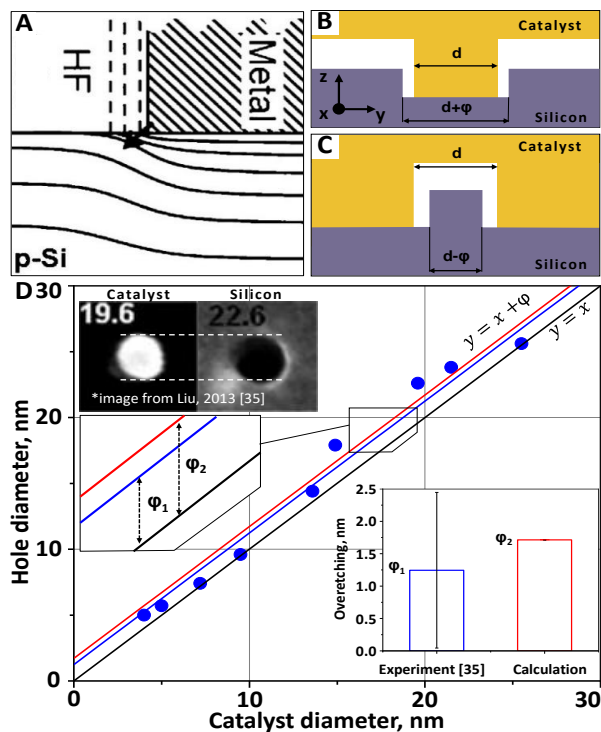 A
HF
Metal
p-Si
B
Catalyst
d
d+φ
z
x
y
Silicon
C
Catalyst
d
d-φ
Silicon
D
30
20
10
0
Hole diameter, nm
Catalyst
Silicon
19.6
22.6
*image from Liu, 2013 [35]
y = x + φ
y = x
φ₁
φ₂
2.5
2.0
1.5
1.0
0.5
0.0
Overetching, nm
φ₁
φ₂
Experiment [35]
Calculation
0
10
20
30
Catalyst diameter, nm